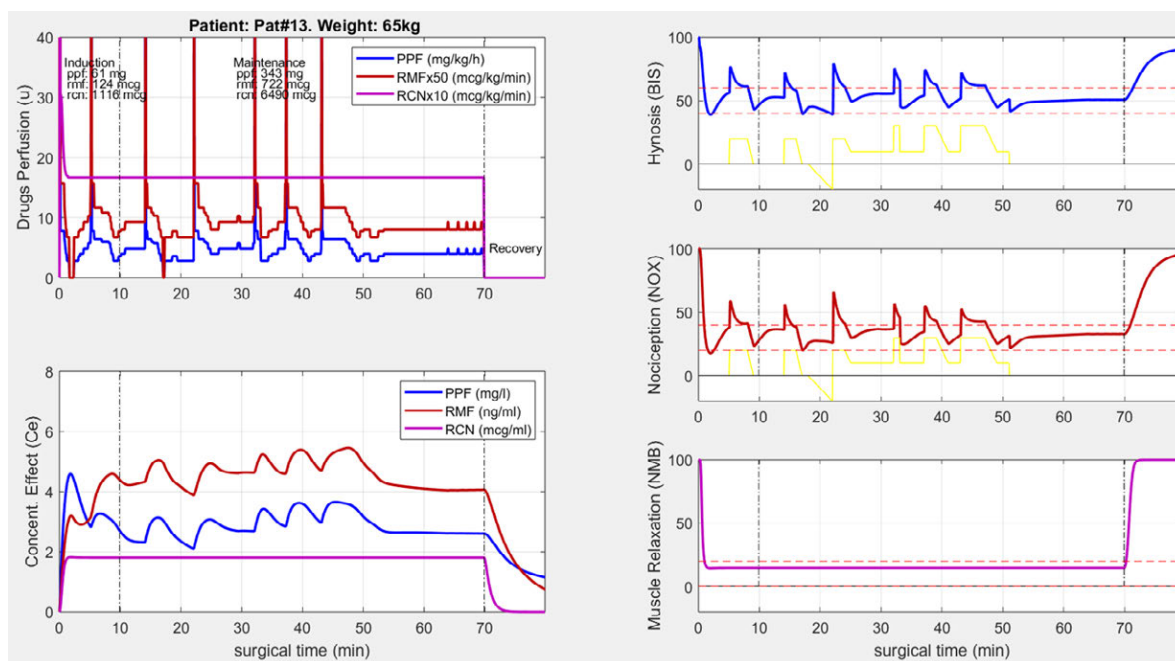 Patient: Pat#13. Weight: 65kg
40
30
20
10
0
Drugs Perfusion (u)
Induction
ppf: 61 mg
rmf: 124 mcg
rcn: 1116 mcg
Maintenance
ppf: 343 mg
rmf: 722 mcg
rcn: 6490 mcg
PPF (mg/kg/h)
RMFx50 (mcg/kg/min)
RCNx10 (mcg/kg/min)
Recovery
0 10 20 30 40 50 60 70
8
6
4
2
0
Concent. Effect (Ce)
PPF (mg/l)
RMF (ng/ml)
RCN (mcg/ml)
0 10 20 30 40 50 60 70
surgical time (min)
100
50
0
Hynosis (BIS)
0 10 20 30 40 50 60 70
100
50
0
Nociception (NOX)
0 10 20 30 40 50 60 70
100
50
0
Muscle Relaxation (NMB)
0 10 20 30 40 50 60 70
surgical time (min)